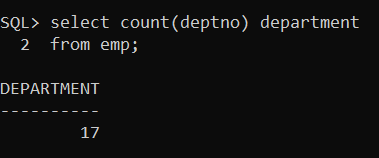 SQL> select count(deptno) department
2 from emp;
DEPARTMENT
----------
17